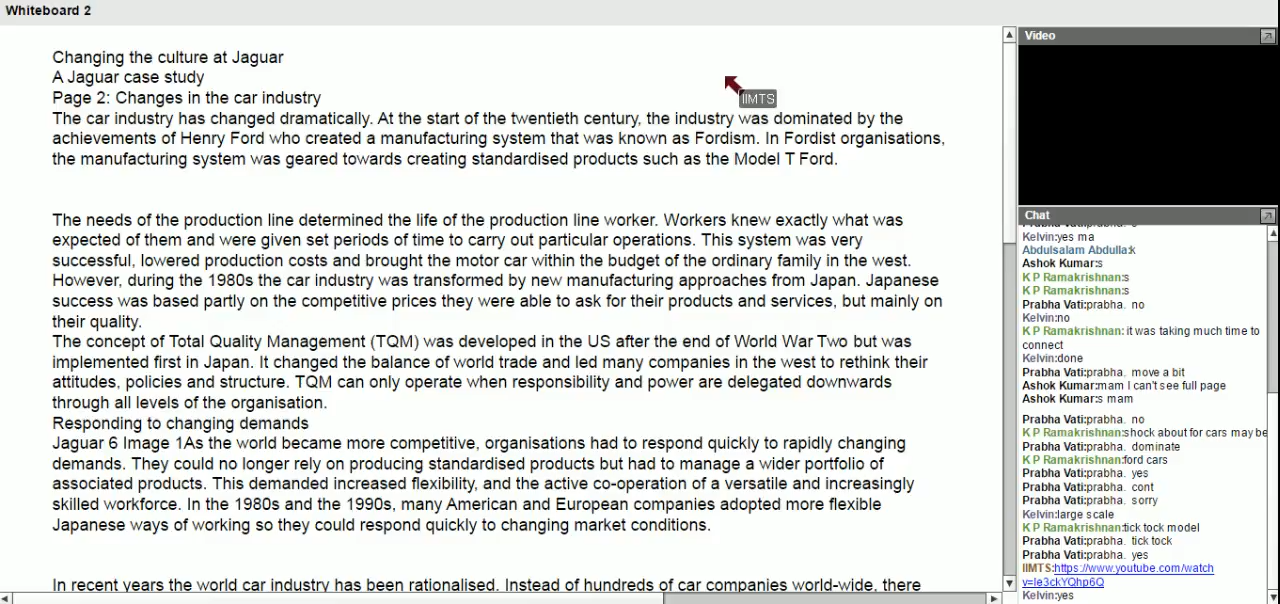 Whiteboard 2
Changing the culture at Jaguar
A Jaguar case study
Page 2: Changes in the car industry
The car industry has changed dramatically. At the start of the twentieth century, the industry was dominated by the
achievements of Henry Ford who created a manufacturing system that was known as Fordism. In Fordist organisations,
the manufacturing system was geared towards creating standardised products such as the Model T Ford.
IIMTS
The needs of the production line determined the life of the production line worker. Workers knew exactly what was
expected of them and were given set periods of time to carry out particular operations. This system was very
successful, lowered production costs and brought the motor car within the budget of the ordinary family in the west.
However, during the 1980s the car industry was transformed by new manufacturing approaches from Japan. Japanese
success was based partly on the competitive prices they were able to ask for their products and services, but mainly on
their quality.
The concept of Total Quality Management (TQM) was developed in the US after the end of World War Two but was
implemented first in Japan. It changed the balance of world trade and led many companies in the west to rethink their
attitudes, policies and structure. TQM can only operate when responsibility and power are delegated downwards
through all levels of the organisation.
Responding to changing demands
Jaguar 6 Image 1As the world became more competitive, organisations had to respond quickly to rapidly changing
demands. They could no longer rely on producing standardised products but had to manage a wider portfolio of
associated products. This demanded increased flexibility, and the active co-operation of a versatile and increasingly
skilled workforce. In the 1980s and the 1990s, many American and European companies adopted more flexible
Japanese ways of working so they could respond quickly to changing market conditions.
In recent years the world car industry has been rationalised. Instead of hundreds of car companies world-wide, there
Video
Chat
Kelvin:yes ma
Abdulsalam Abdulla:k
Ashok Kumar:s
K P Ramakrishnan:s
K P Ramakrishnan:s
Prabha Vati:prabha. no
Kelvin:no
K P Ramakrishnan: it was taking much time to
connect
Kelvin:done
Prabha Vati:prabha. move a bit
Ashok Kumar:mam I can't see full page
Ashok Kumar:s mam
Prabha Vati:prabha. no
K P Ramakrishnan:shock about for cars may be
Prabha Vati:prabha. dominate
K P Ramakrishnan:ford cars
Prabha Vati:prabha. yes
Prabha Vati:prabha. cont
Prabha Vati:prabha. sorry
Kelvin:large scale
K P Ramakrishnan:tick tock model
Prabha Vati:prabha. tick tock
Prabha Vati:prabha. yes
IIMTS:https://www.youtube.com/watch
v=Ie3ckYQhp6Q
Kelvin:yes